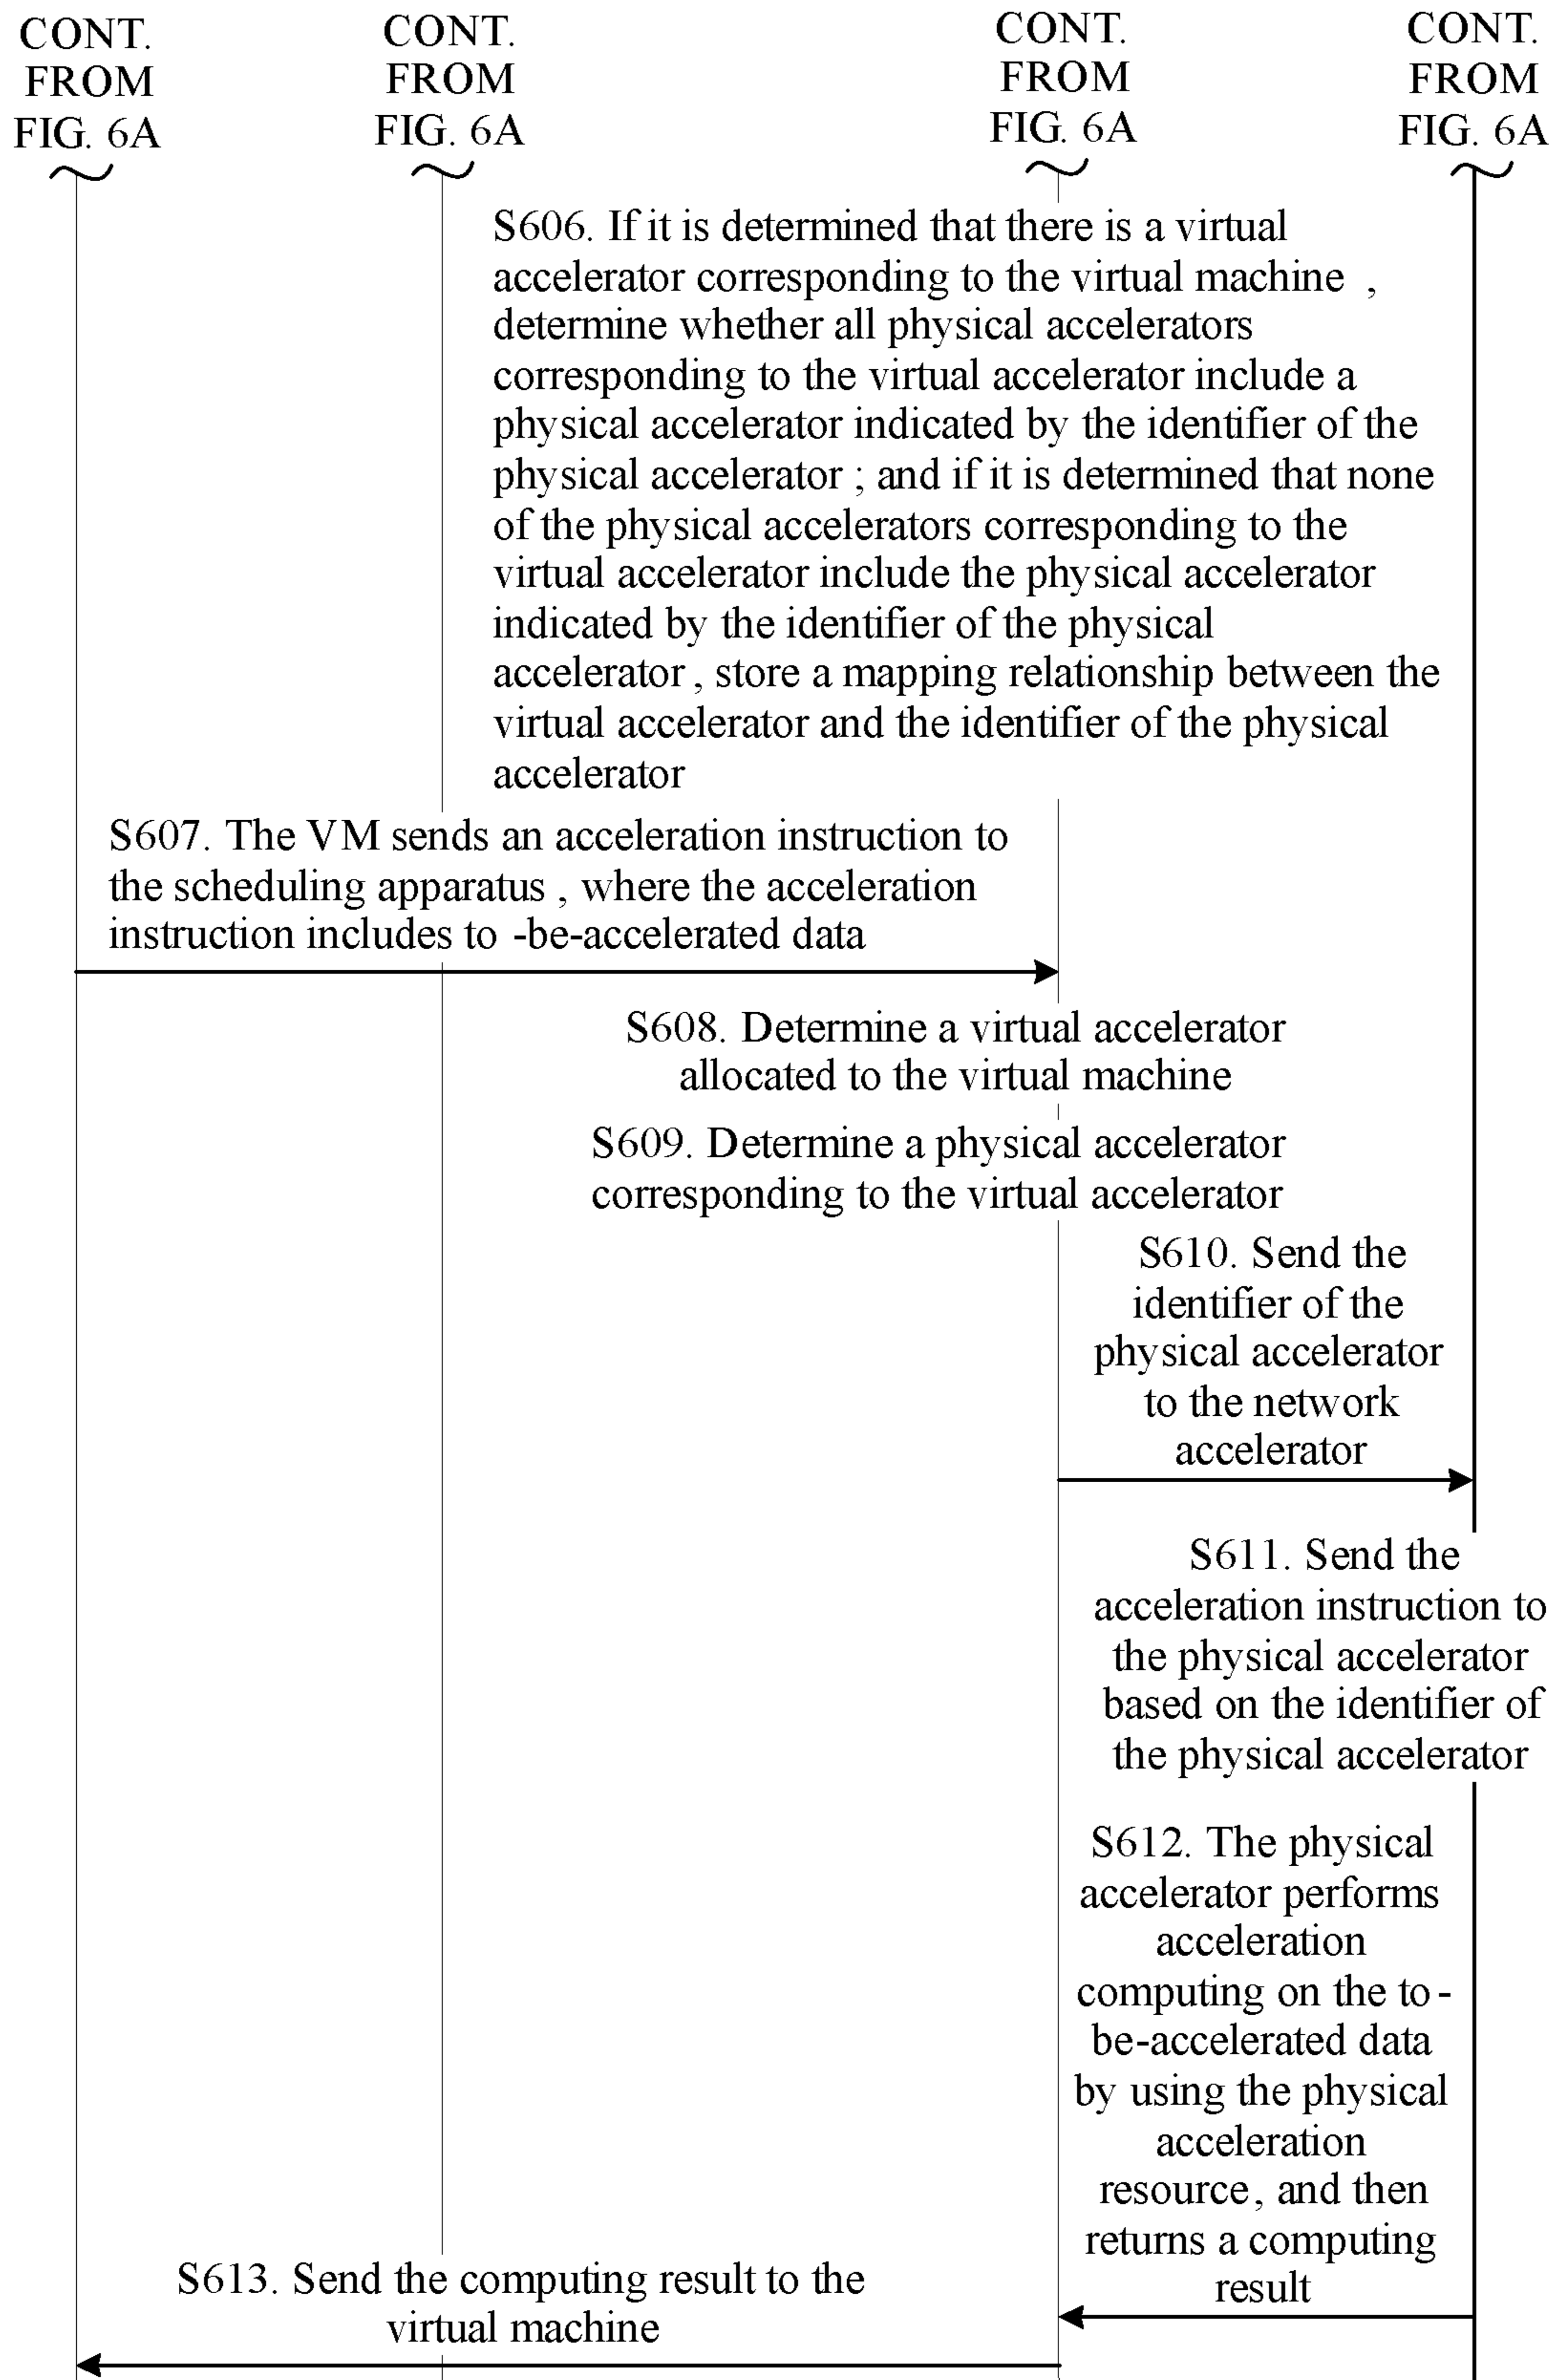 CONT.
FROM
FIG. 6A
CONT.
FROM
FIG. 6A
CONT.
FROM
FIG. 6A
CONT.
FROM
FIG. 6A
S606. If it is determined that there is a virtual
accelerator corresponding to the virtual machine ,
determine whether all physical accelerators
corresponding to the virtual accelerator include a
physical accelerator indicated by the identifier of the
physical accelerator ; and if it is determined that none
of the physical accelerators corresponding to the
virtual accelerator include the physical accelerator
indicated by the identifier of the physical
accelerator , store a mapping relationship between the
virtual accelerator and the identifier of the physical
accelerator
S607. The VM sends an acceleration instruction to
the scheduling apparatus , where the acceleration
instruction includes to -be-accelerated data
S608. Determine a virtual accelerator
allocated to the virtual machine
S609. Determine a physical accelerator
corresponding to the virtual accelerator
S610. Send the
identifier of the
physical accelerator
to the network
accelerator
S611. Send the
acceleration instruction to
the physical accelerator
based on the identifier of
the physical accelerator
S612. The physical
accelerator performs
acceleration
computing on the to -
be-accelerated data
by using the physical
acceleration
resource, and then
returns a computing
result
S613. Send the computing result to the
virtual machine